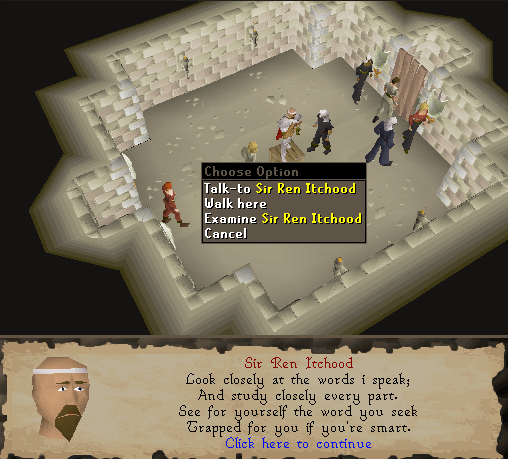 Choose Option
Talk-to Sir Ren Itchood
Walk here
Examine Sir Ren Itchood
Cancel
Sir Ren Itchood
Look closely at the words i speak;
And study closely every part.
See for yourself the word you seek
Trapped for you if you're smart.
Click here to continue